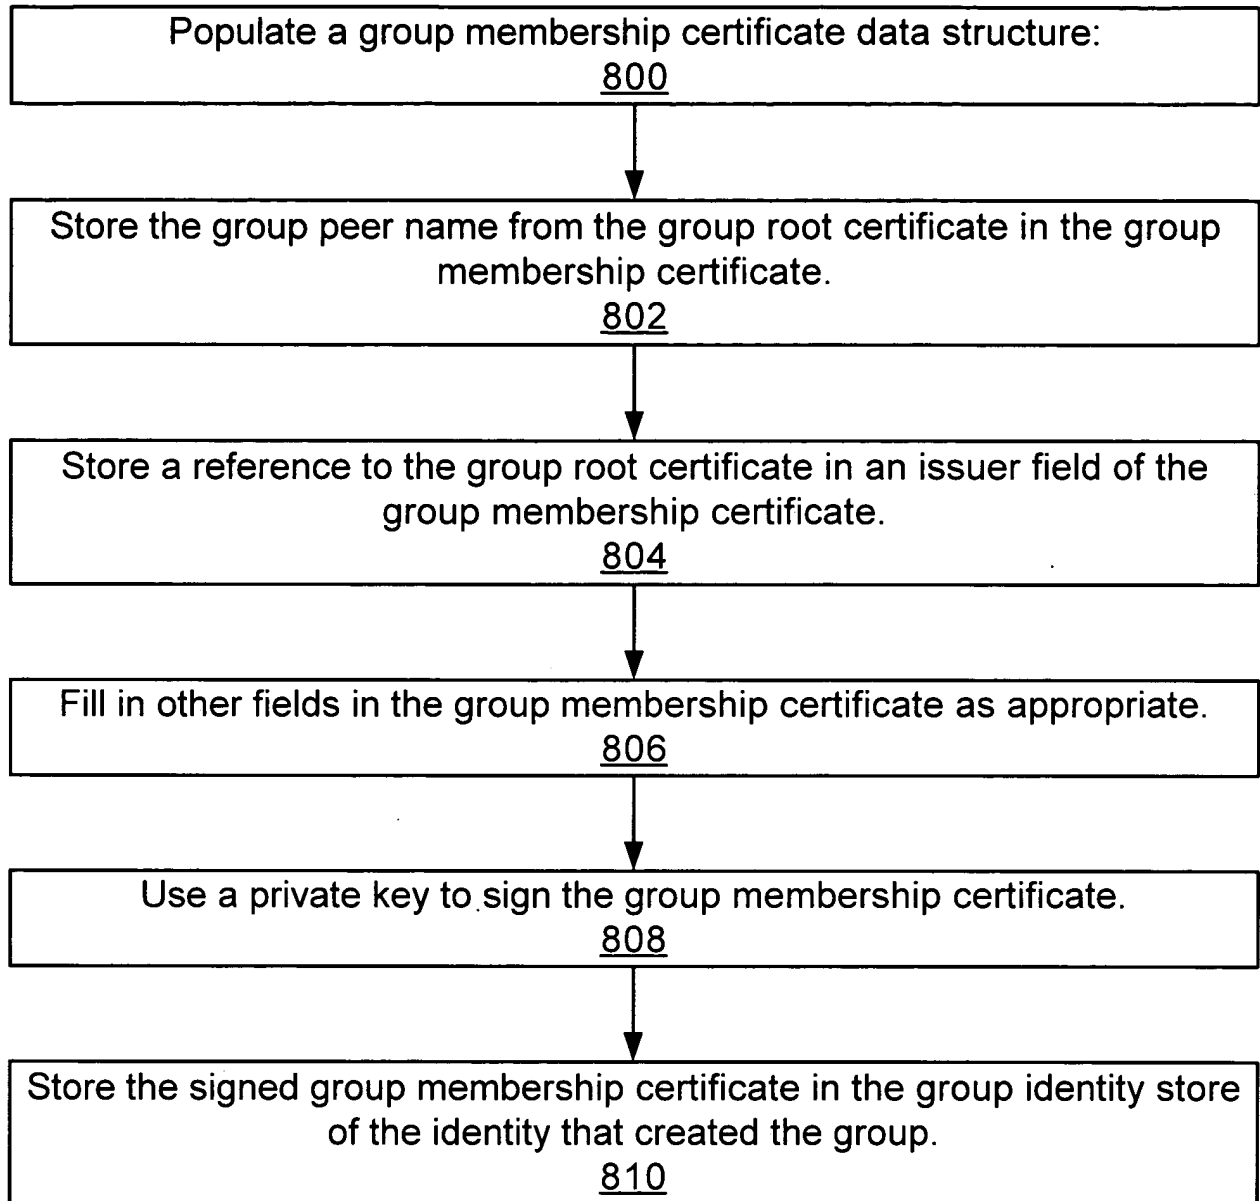 Populate a group membership certificate data structure:
800
Store the group peer name from the group root certificate in the group
membership certificate.
802
Store a reference to the group root certificate in an issuer field of the
group membership certificate.
804
Fill in other fields in the group membership certificate as appropriate.
806
Use a private key to sign the group membership certificate.
808
Store the signed group membership certificate in the group identity store
of the identity that created the group.
810